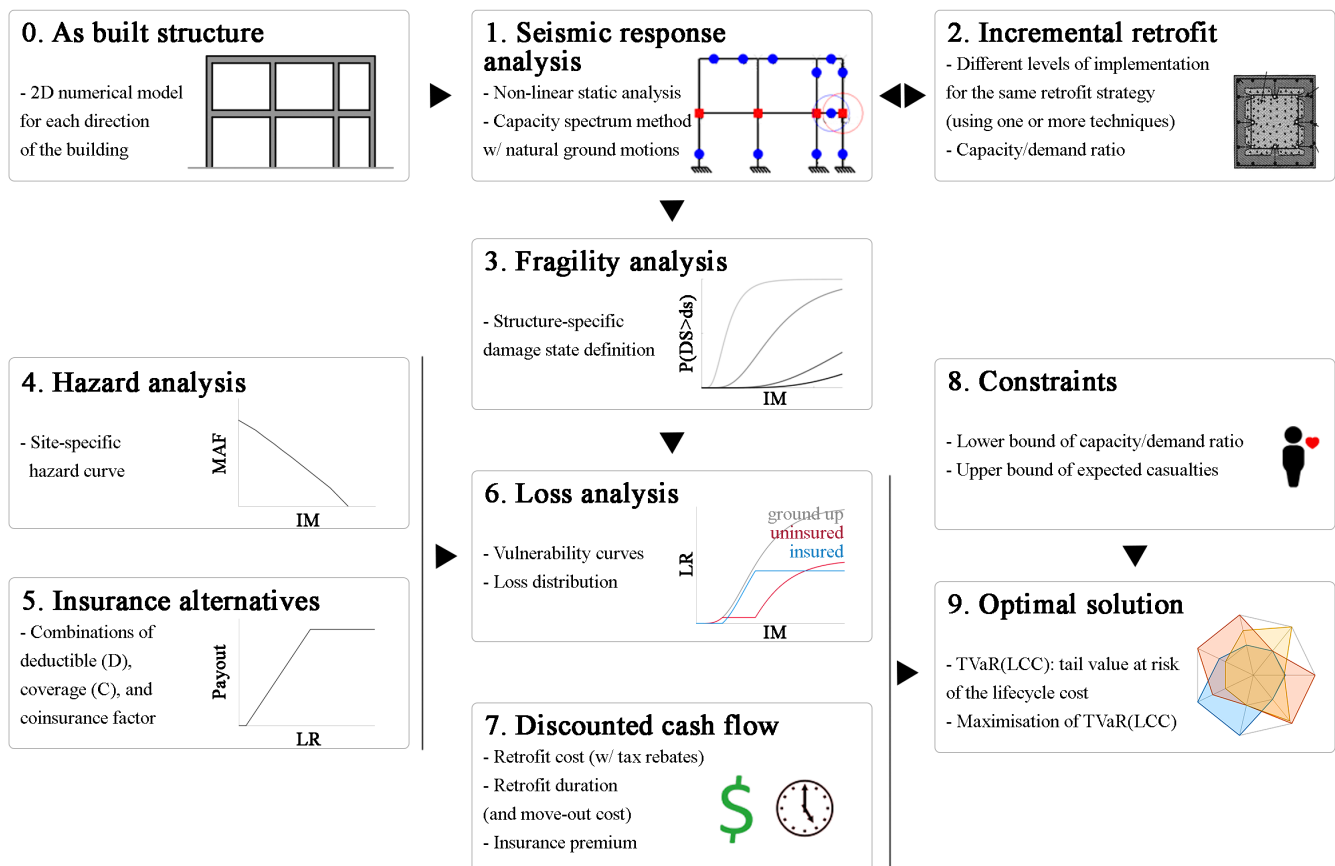 0. As built structure
- 2D numerical model
for each direction
of the building
1. Seismic response
analysis
- Non-linear static analysis
- Capacity spectrum method
w/ natural ground motions
2. Incremental retrofit
- Different levels of implementation
for the same retrofit strategy
(using one or more techniques)
- Capacity/demand ratio
3. Fragility analysis
- Structure-specific
damage state definition
P(DS>ds)
IM
4. Hazard analysis
- Site-specific
hazard curve
MAF
IM
5. Insurance alternatives
- Combinations of
deductible (D),
coverage (C), and
coinsurance factor
Payout
LR
6. Loss analysis
- Vulnerability curves
- Loss distribution
ground up
uninsured
insured
LR
IM
7. Discounted cash flow
- Retrofit cost (w/ tax rebates)
- Retrofit duration
(and move-out cost)
- Insurance premium
$
8. Constraints
- Lower bound of capacity/demand ratio
- Upper bound of expected casualties
9. Optimal solution
- TVaR(LCC): tail value at risk
of the lifecycle cost
- Maximisation of TVaR(LCC)